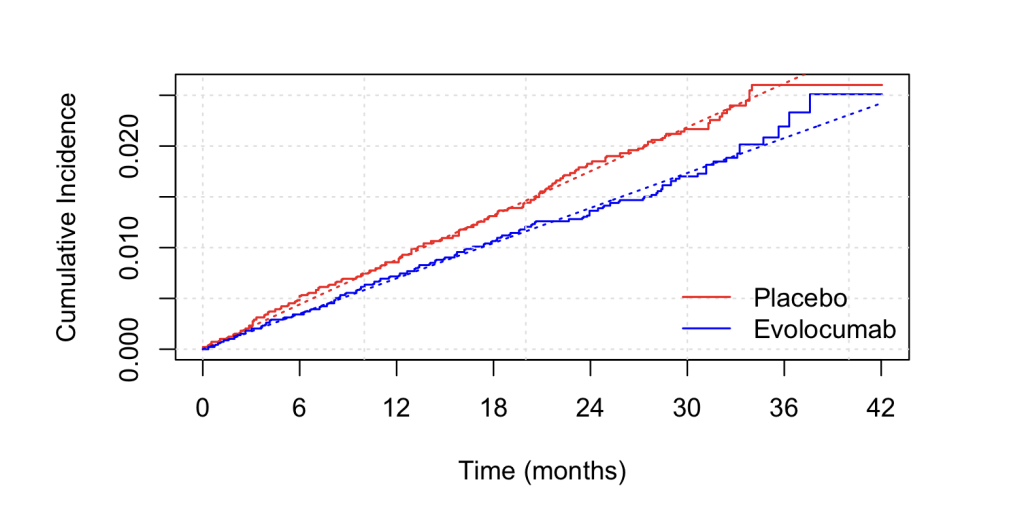 Cumulative Incidence
0.020
0.010
0.000
Placebo
Evolocumab
0 6 12 18 24 30 36 42
Time (months)